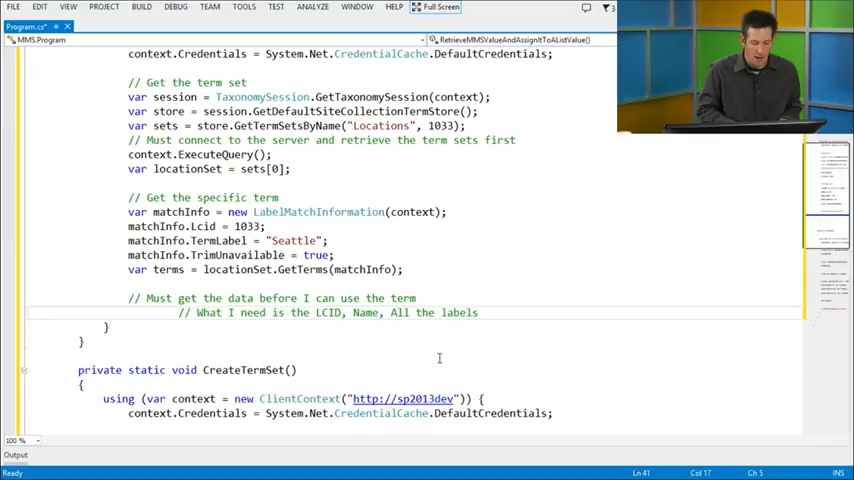 FILE EDIT VIEW PROJECT BUILD DEBUG TEAM TOOLS TEST ANALYZE WINDOW HELP Full Screen 3
Program.cs*
MMS.Program RetrieveMMSValueAndAssignItToAListValue()
context.Credentials = System.Net.CredentialCache.DefaultCredentials;
// Get the term set
var session = TaxonomySession.GetTaxonomySession(context);
var store = session.GetDefaultSiteCollectionTermStore();
var sets = store.GetTermSetsByName("Locations", 1033);
// Must connect to the server and retrieve the term sets first
context.ExecuteQuery();
var locationSet = sets[0];
// Get the specific term
var matchInfo = new LabelMatchInformation(context);
matchInfo.Lcid = 1033;
matchInfo.TermLabel = "Seattle";
matchInfo.TrimUnavailable = true;
var terms = locationSet.GetTerms(matchInfo);
// Must get the data before I can use the term
// What I need is the LCID, Name, All the labels
}
}
private static void CreateTermSet()
{
using (var context = new ClientContext("http://sp2013dev")) {
context.Credentials = System.Net.CredentialCache.DefaultCredentials;
100 %
Output
Ready Ln 41 Col 17 Ch 5